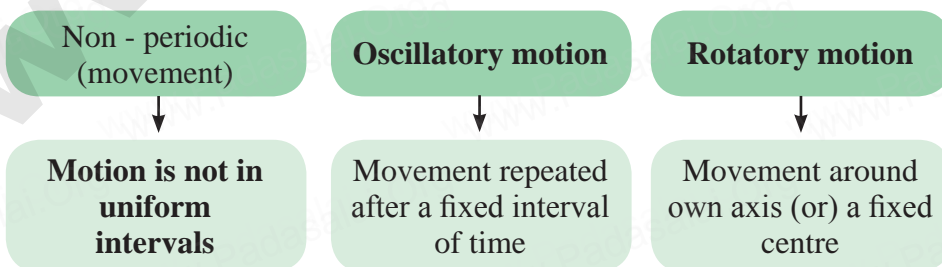 Non - periodic
(movement)
Oscillatory motion
Rotatory motion
Motion is not in
uniform
intervals
Movement repeated
after a fixed interval
of time
Movement around
own axis (or) a fixed
centre